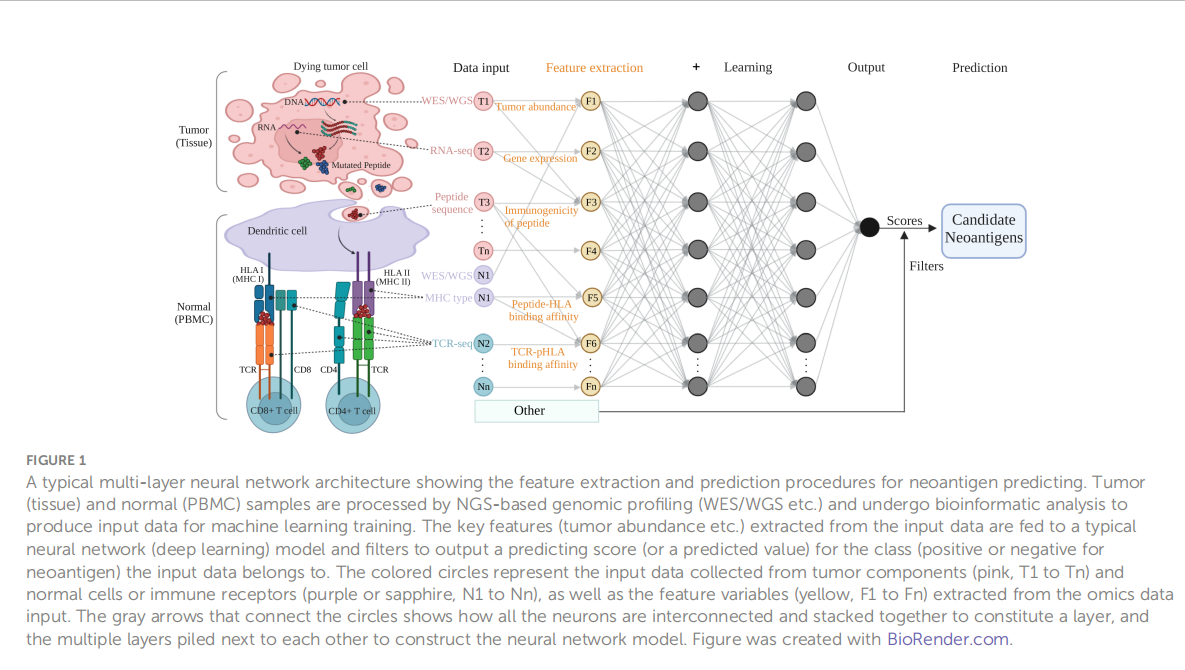 Dying tumor cell
Data input
Feature extraction
+
Learning
Output
Prediction
Tumor
(Tissue)
DNA
RNA
Mutated Peptide
WES/WGS
T1
Tumor abundance
F1
RNA-seq
T2
Gene expression
F2
Peptide
sequence
T3
Immunogenicity
of peptide
F3
Tn
F4
Dendritic cell
Normal
(PBMC)
HLA I
(MHC I)
HLA II
(MHC II)
WES/WGS
N1
MHC type
N1
Peptide-HLA
binding affinity
F5
TCR-seq
N2
TCR-pHLA
binding affinity
F6
Nn
Fn
TCR
CD8
CD4
TCR
CD8+ T cell
CD4+ T cell
Other
Scores
Filters
Candidate
Neoantigens
FIGURE 1
A typical multi-layer neural network architecture showing the feature extraction and prediction procedures for neoantigen predicting. Tumor
(tissue) and normal (PBMC) samples are processed by NGS-based genomic profiling (WES/WGS etc.) and undergo bioinformatic analysis to
produce input data for machine learning training. The key features (tumor abundance etc.) extracted from the input data are fed to a typical
neural network (deep learning) model and filters to output a predicting score (or a predicted value) for the class (positive or negative for
neoantigen) the input data belongs to. The colored circles represent the input data collected from tumor components (pink, T1 to Tn) and
normal cells or immune receptors (purple or sapphire, N1 to Nn), as well as the feature variables (yellow, F1 to Fn) extracted from the omics data
input. The gray arrows that connect the circles shows how all the neurons are interconnected and stacked together to constitute a layer, and
the multiple layers piled next to each other to construct the neural network model. Figure was created with BioRender.com.